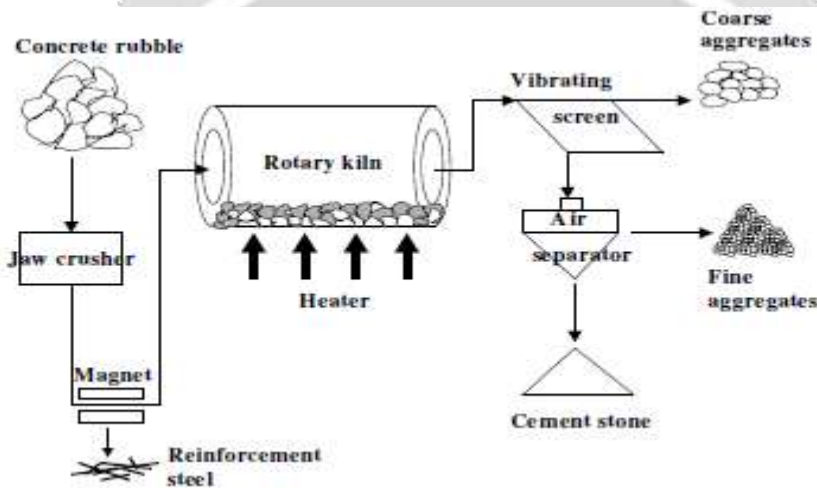 Concrete rubble
Coarse
aggregates
Vibrating
screen
Rotary kiln
Jaw crusher
Air
separator
Heater
Fine
aggregates
Magnet
Cement stone
Reinforcement
steel